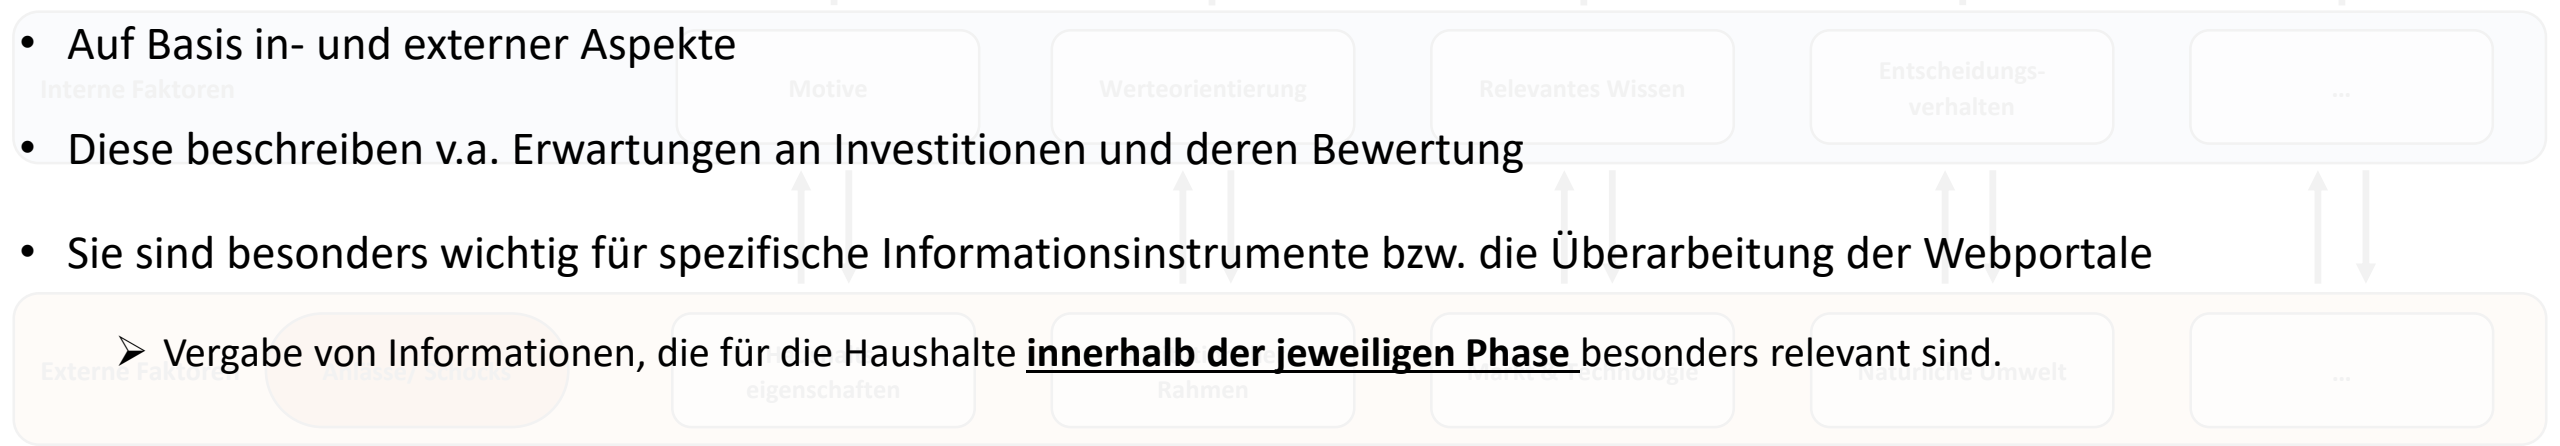 • Auf Basis in- und externer Aspekte
Interne Faktoren
Motive
Werteorientierung
Relevantes Wissen
Entscheidungs-
verhalten
...
• Diese beschreiben v.a. Erwartungen an Investitionen und deren Bewertung
• Sie sind besonders wichtig für spezifische Informationsinstrumente bzw. die Überarbeitung der Webportale
➢ Vergabe von Informationen, die für die Haushalte innerhalb der jeweiligen Phase besonders relevant sind.
Externe Faktoren
Anlässe/ Schocks
eigenschaften
Rahmen
Markt & Technologie
Natürliche Umwelt
...